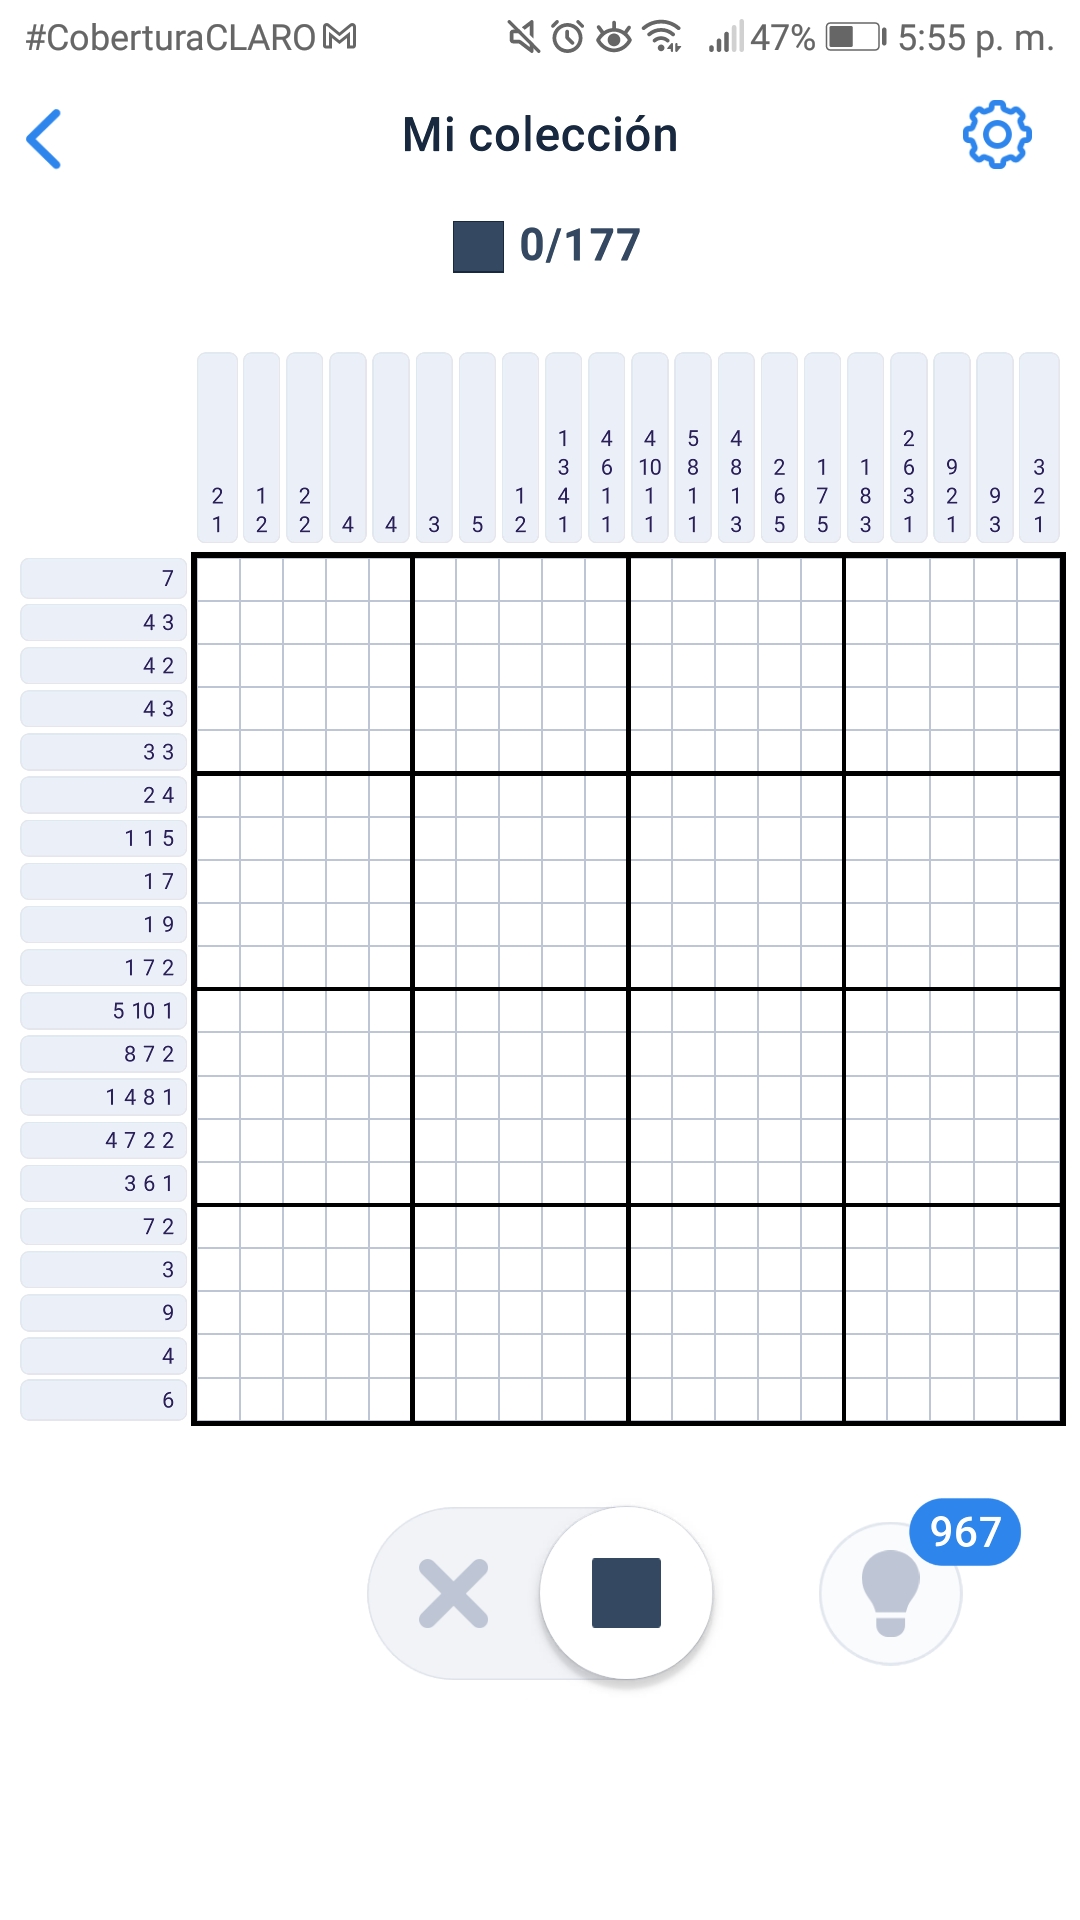 #CoberturaCLARO 47% 5:55 p. m.
Mi colección
0/177
1 4 4 5 4 2
3 6 10 8 8 2 1 1 6 9 3
2 1 2 1 4 1 1 1 1 6 7 8 3 2 9 2
1 2 2 4 4 3 5 2 1 1 1 1 3 5 5 3 1 1 3 1
7
4 3
4 2
4 3
3 3
2 4
1 1 5
1 7
1 9
1 7 2
5 10 1
8 7 2
1 4 8 1
4 7 2 2
3 6 1
7 2
3
9
4
6
967